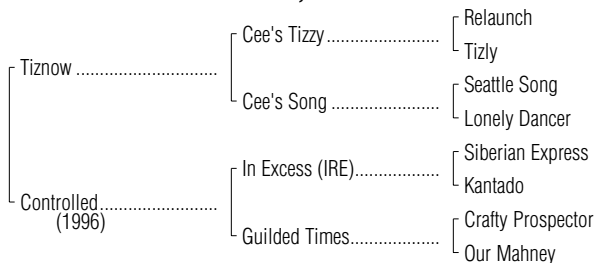 Relaunch
Cee's Tizzy
Tizly
Tiznow
Seattle Song
Cee's Song
Lonely Dancer
Siberian Express
In Excess (IRE)
Kantado
Controlled
(1996)
Crafty Prospector
Guilded Times
Our Mahney